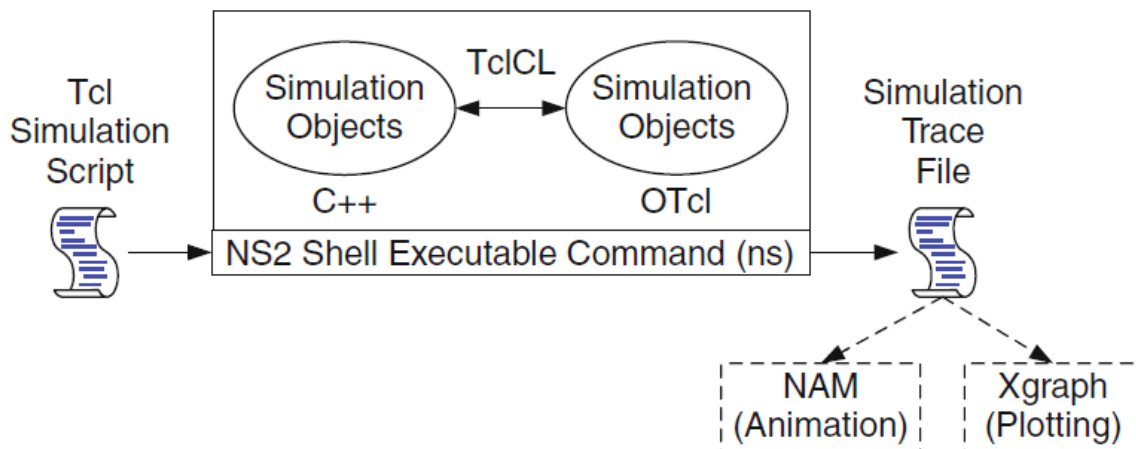 Tcl
Simulation
Script
TclCL
Simulation
Objects
Simulation
Objects
C++
OTcl
NS2 Shell Executable Command (ns)
Simulation
Trace
File
NAM
(Animation)
Xgraph
(Plotting)